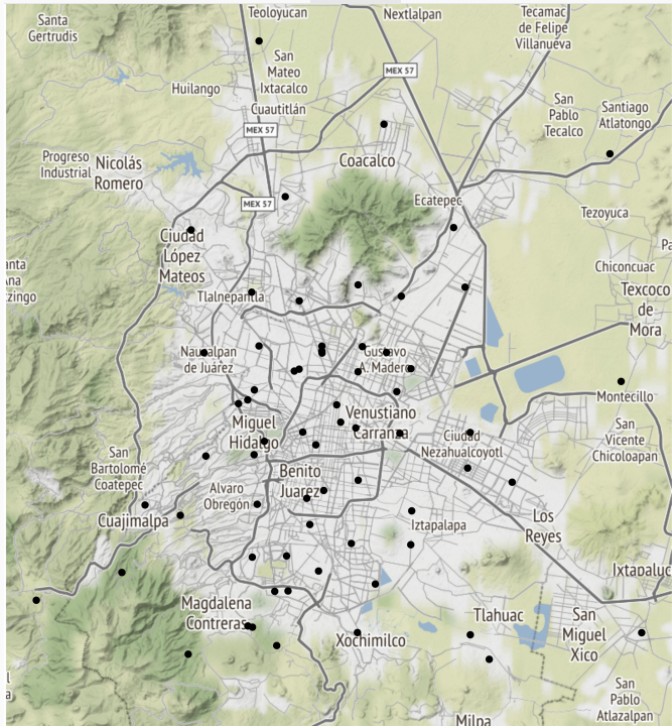 Santa
Gertrudis
Teoloyucan
Nextlalpan
Tecamac
de Felipe
Villanueva
San
Mateo
Ixtacalco
MEX 57
Huilango
Cuautitlán
San
Pablo
Tecalco
Santiago
Atlatongo
MEX 57
Progreso
Industrial
Nicolás
Romero
Coacalco
MEX 57
Ecatepec
Tezoyuca
Ciudad
López
Mateos
Chiconcuac
Tlalnepantla
Texcoco
de Mora
Naucalpan
de Juárez
Gustavo
A. Madero
Montecillo
Miguel
Hidalgo
Venustiano
Carranza
Ciudad
Nezahualcoyotl
San
Vicente
Chicoloapan
San
Bartolomé
Coatepec
Benito
Juarez
Alvaro
Obregón
Cuajimalpa
Iztapalapa
Los
Reyes
Ixtapaluc
Magdalena
Contreras
Tlahuac
San
Miguel
Xico
Xochimilco
San
Pablo
Atlazalpan
Milpa